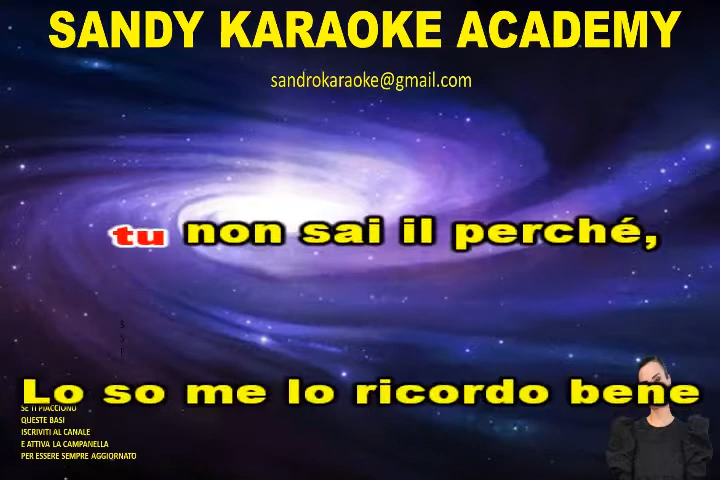 SANDY KARAOKE ACADEMY
sandrokaraoke@gmail.com
tu non sai il perché,
Lo so me lo ricordo bene
SE TI PIACCIONO
QUESTE BASI
ISCRIVITI AL CANALE
E ATTIVA LA CAMPANELLA
PER ESSERE SEMPRE AGGIORNATO